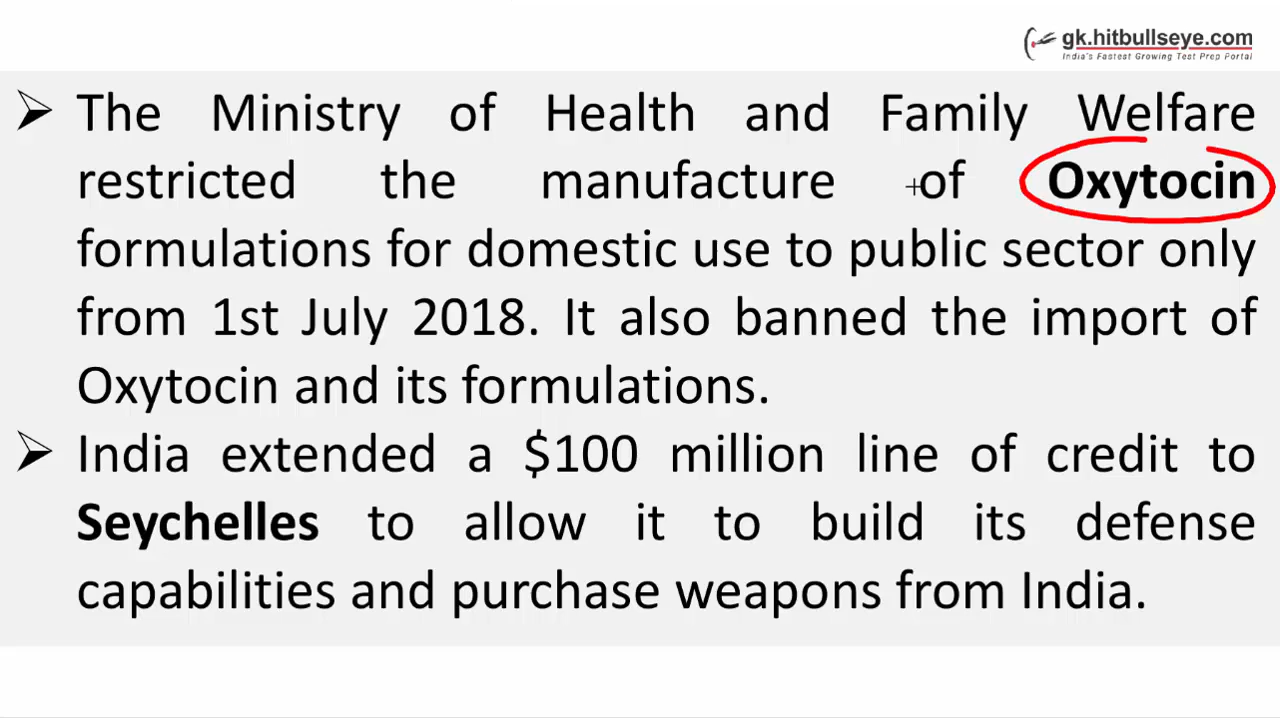 gk.hitbullseye.com
India's Fastest Growing Test Prep Portal
➢ The Ministry of Health and Family Welfare
restricted the manufacture of Oxytocin
formulations for domestic use to public sector only
from 1st July 2018. It also banned the import of
Oxytocin and its formulations.
➢ India extended a $100 million line of credit to
Seychelles to allow it to build its defense
capabilities and purchase weapons from India.